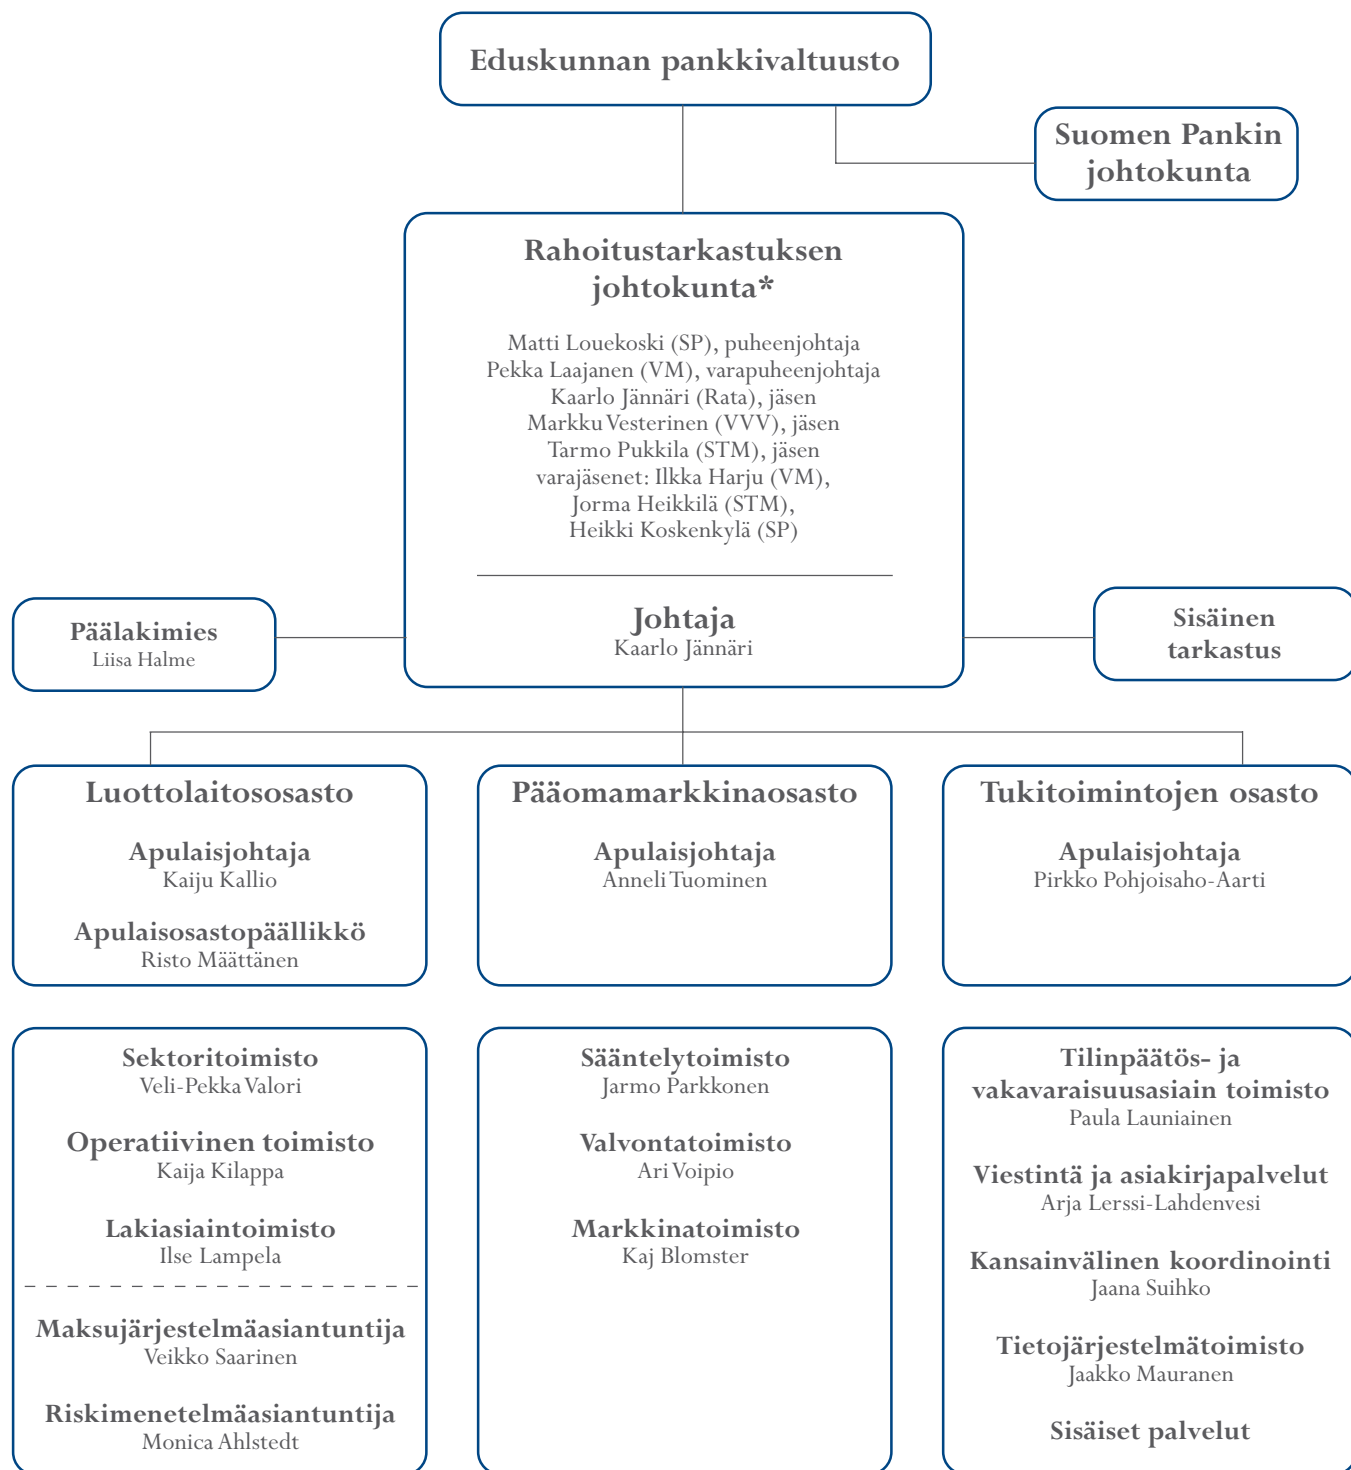 Eduskunnan pankkivaltuusto
Suomen Pankin
johtokunta
Rahoitustarkastuksen
johtokunta*
Matti Louekoski (SP), puheenjohtaja
Pekka Laajanen (VM), varapuheenjohtaja
Kaarlo Jännäri (Rata), jäsen
Markku Vesterinen (VVV), jäsen
Tarmo Pukkila (STM), jäsen
varajäsenet: Ilkka Harju (VM),
Jorma Heikkilä (STM),
Heikki Koskenkylä (SP)
Johtaja
Kaarlo Jännäri
Päälakimies
Liisa Halme
Sisäinen
tarkastus
Luottolaitososasto
Apulaisjohtaja
Kaiju Kallio
Apulaisosastopäällikkö
Risto Määttänen
Pääomamarkkinaosasto
Apulaisjohtaja
Anneli Tuominen
Tukitoimintojen osasto
Apulaisjohtaja
Pirkko Pohjoisaho-Aarti
Sektoritoimisto
Veli-Pekka Valori
Operatiivinen toimisto
Kaija Kilappa
Lakiasiaintoimisto
Ilse Lampela
Maksujärjestelmäasiantuntija
Veikko Saarinen
Riskimenetelmäasiantuntija
Monica Ahlstedt
Sääntelytoimisto
Jarmo Parkkonen
Valvontatoimisto
Ari Voipio
Markkinatoimisto
Kaj Blomster
Tilinpäätös- ja
vakavaraisuusasiain toimisto
Paula Launiainen
Viestintä ja asiakirjapalvelut
Arja Lerssi-Lahdenvesi
Kansainvälinen koordinointi
Jaana Suihko
Tietojärjestelmätoimisto
Jaakko Mauranen
Sisäiset palvelut